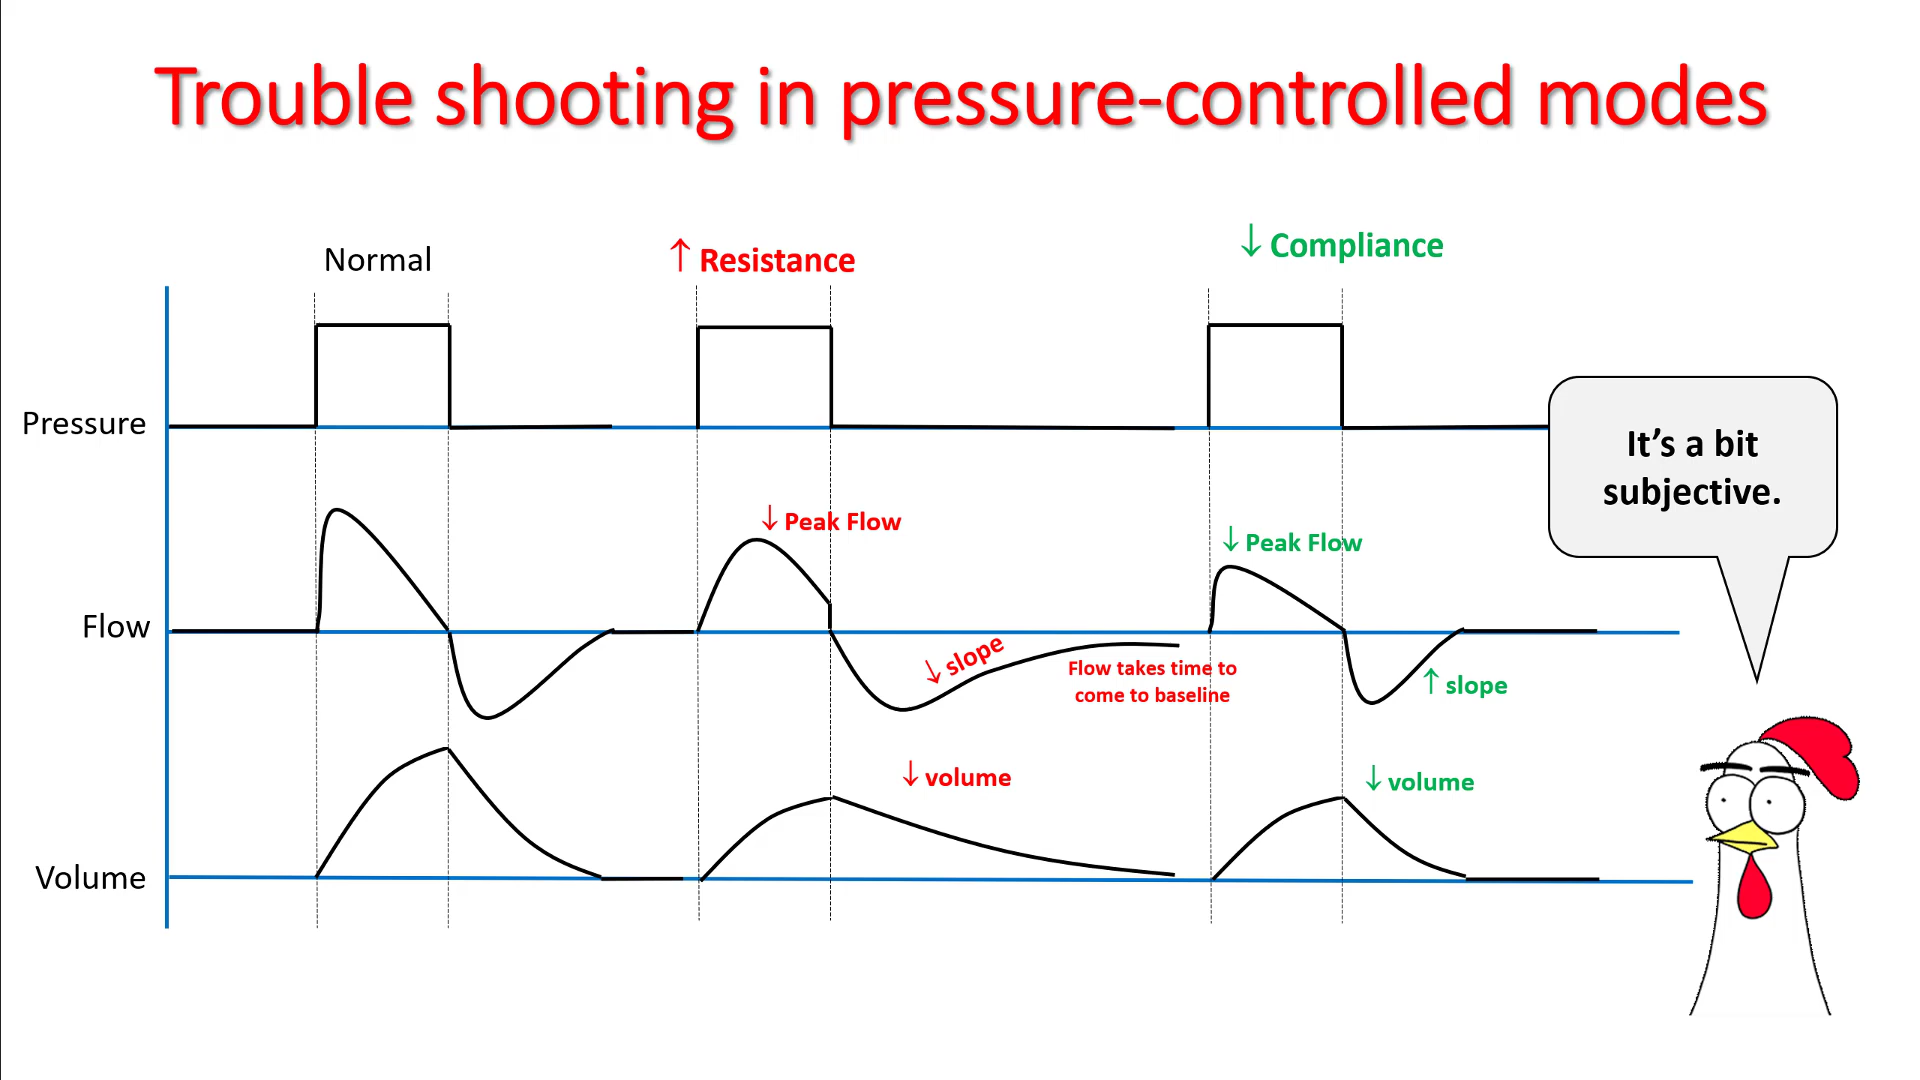 Trouble shooting in pressure-controlled modes
Normal
↑ Resistance
↓ Compliance
Pressure
It’s a bit
subjective.
↓ Peak Flow
↓ Peak Flow
Flow
↓ slope
Flow takes time to
come to baseline
↑ slope
↓ volume
↓ volume
Volume